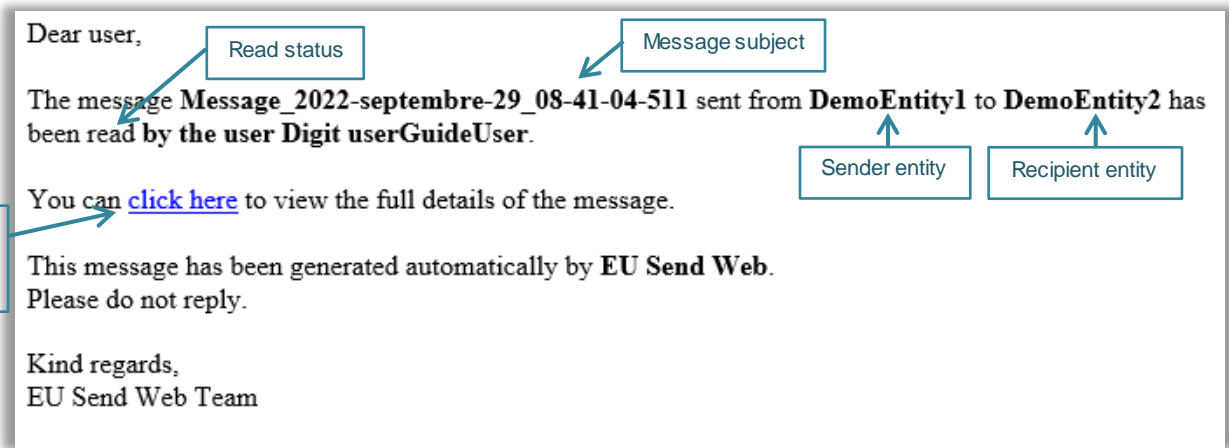 Dear user,
Read status
Message subject
The message Message_2022-septembre-29_08-41-04-511 sent from DemoEntity1 to DemoEntity2 has
been read by the user Digit userGuideUser.
Sender entity
Recipient entity
You can click here to view the full details of the message.
This message has been generated automatically by EU Send Web.
Please do not reply.
Kind regards,
EU Send Web Team